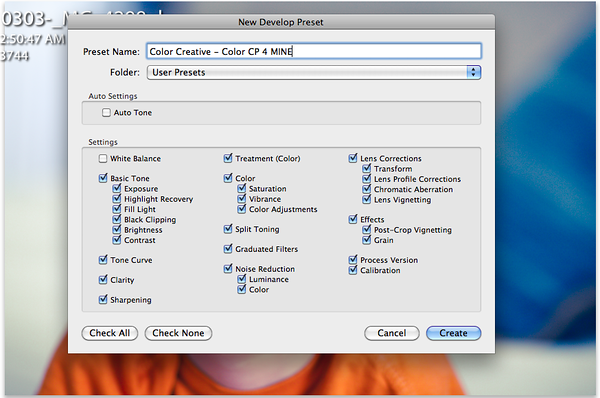 New Develop Preset
2:50:47 AM
3744
Preset Name: Color Creative – Color CP 4 MINE
Folder: User Presets
Auto Settings
Auto Tone
Settings
White Balance
Basic Tone
Exposure
Highlight Recovery
Fill Light
Black Clipping
Brightness
Contrast
Tone Curve
Clarity
Sharpening
Treatment (Color)
Color
Saturation
Vibrance
Color Adjustments
Split Toning
Graduated Filters
Noise Reduction
Luminance
Color
Lens Corrections
Transform
Lens Profile Corrections
Chromatic Aberration
Lens Vignetting
Effects
Post-Crop Vignetting
Grain
Process Version
Calibration
Check All
Check None
Cancel
Create